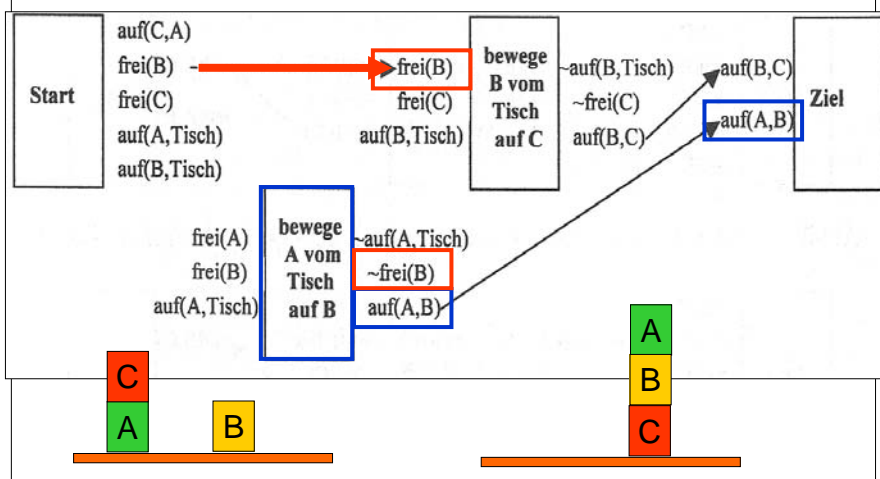 Start
auf(C,A)
frei(B)
frei(C)
auf(A,Tisch)
auf(B,Tisch)
frei(B)
frei(C)
auf(B,Tisch)
bewege
B vom
Tisch
auf C
~auf(B,Tisch)
~frei(C)
auf(B,C)
auf(B,C)
auf(A,B)
Ziel
frei(A)
frei(B)
auf(A,Tisch)
bewege
A vom
Tisch
auf B
~auf(A,Tisch)
~frei(B)
auf(A,B)
C
A
B
A
B
C